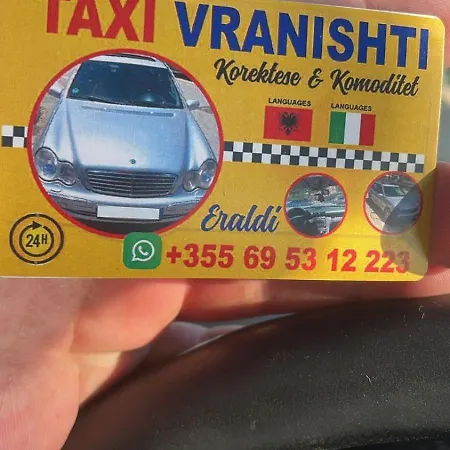 TAXI VRANISHTI
Korektese & Komoditet
LANGUAGES LANGUAGES
Eraldi
24H
+355 69 53 12 223